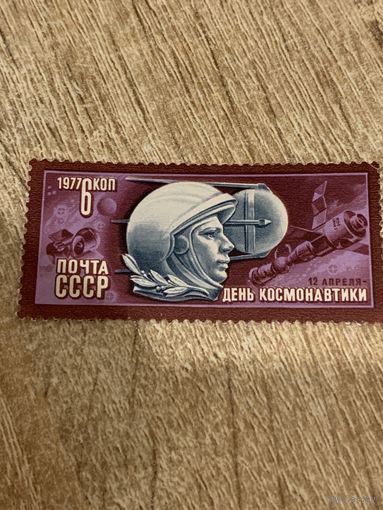 1977 6 КОП
ПОЧТА
СССР
12 АПРЕЛЯ-
ДЕНЬ КОСМОНАВТИКИ